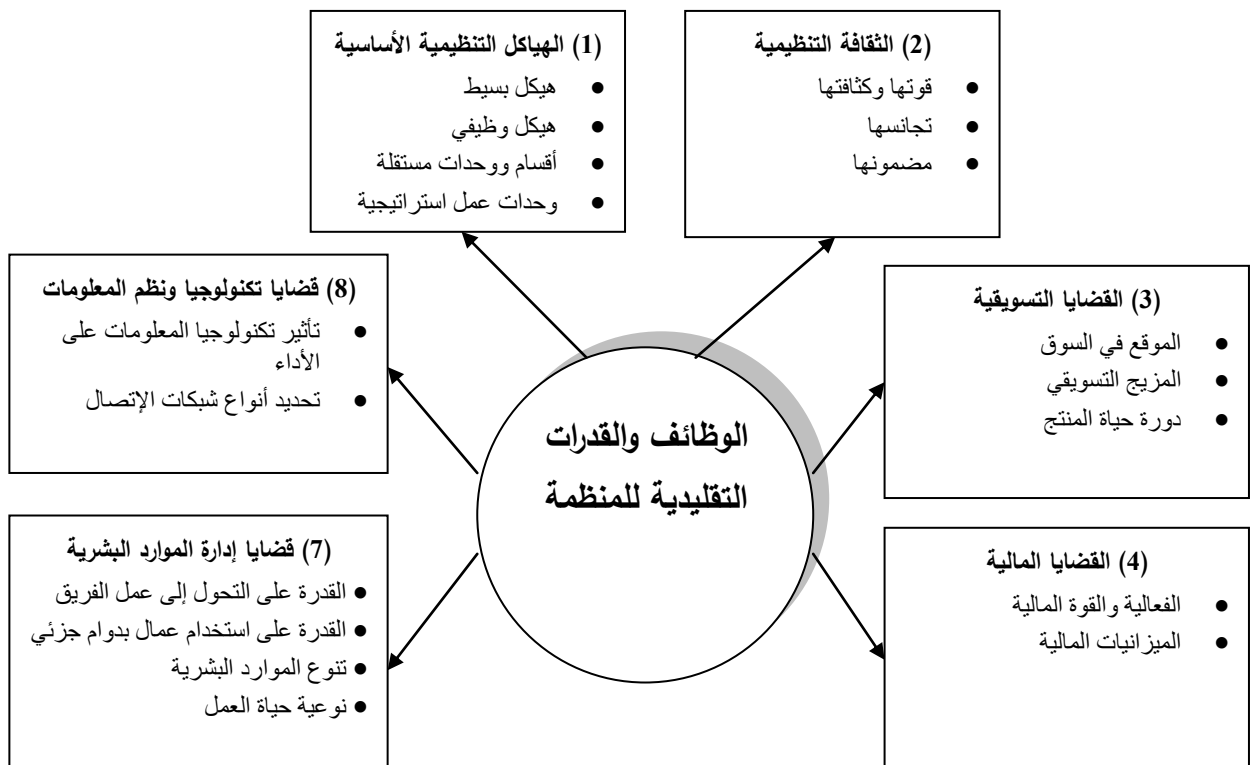 (1) الهياكل التنظيمية الأساسية
● هيكل بسيط
● هيكل وظيفي
● أقسام ووحدات مستقلة
● وحدات عمل استراتيجية
(2) الثقافة التنظيمية
● قوتها وكثافتها
● تجانسها
● مضمونها
(3) القضايا التسويقية
● الموقع في السوق
● المزيج التسويقي
● دورة حياة المنتج
(4) القضايا المالية
● الفعالية والقوة المالية
● الميزانيات المالية
(7) قضايا إدارة الموارد البشرية
● القدرة على التحول إلى عمل الفريق
● القدرة على استخدام عمال بدوام جزئي
● تنوع الموارد البشرية
● نوعية حياة العمل
(8) قضايا تكنولوجيا ونظم المعلومات
● تأثير تكنولوجيا المعلومات على
الأداء
● تحديد أنواع شبكات الإتصال
الوظائف والقدرات
التقليدية للمنظمة